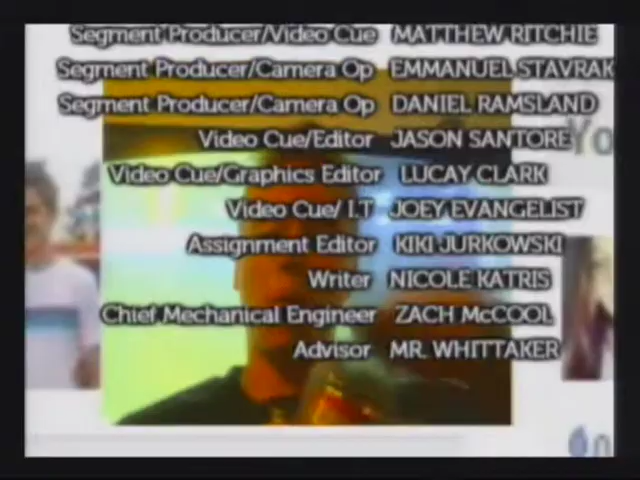 Segment Producer/Video Cue MATTHEW RITCHIE
Segment Producer/Camera Op EMMANUEL STAVRAK
Segment Producer/Camera Op DANIEL RAMSLAND
Video Cue/Editor JASON SANTORE
Yo
Video Cue/Graphics Editor LUCAY CLARK
Video Cue/ I.T JOEY EVANGELIST
Assignment Editor KIKI JURKOWSKI
Writer NICOLE KATRIS
Chief Mechanical Engineer ZACH McCOOL
Advisor MR. WHITTAKER